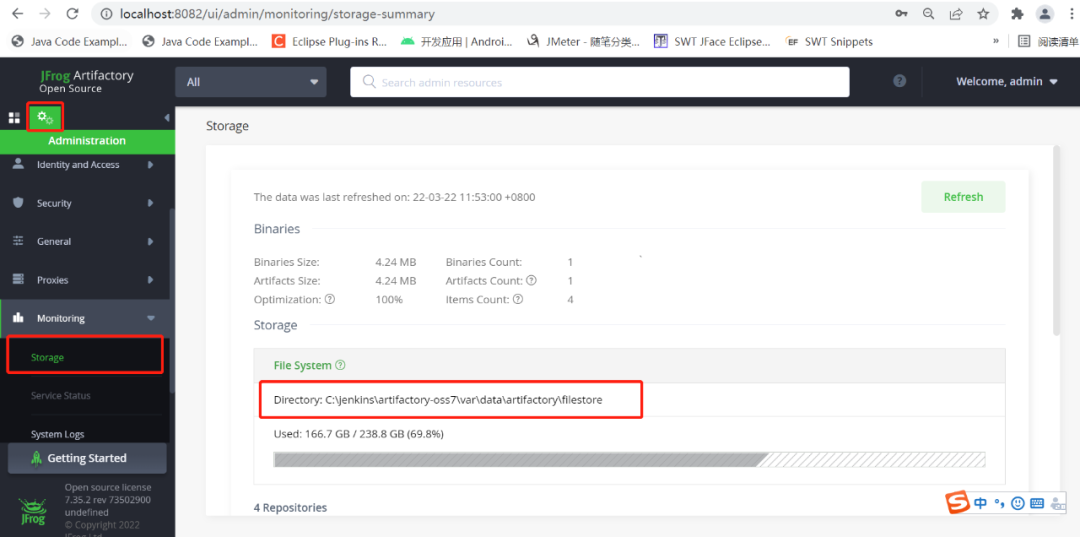 localhost:8082/ui/admin/monitoring/storage-summary
Java Code Exampl... Java Code Exampl... Eclipse Plug-ins R... 开发应用 | Androi... JMeter - 随笔分类... SWT JFace Eclipse... SWT Snippets » 阅读清单
JFrog Artifactory
Open Source
All
Search admin resources
Welcome, admin
Administration
Identity and Access
Security
General
Proxies
Monitoring
Storage
Service Status
System Logs
Getting Started
JFrog
Open source license
7.35.2 rev 73502900
undefined
© Copyright 2022
JFrog Ltd
Storage
The data was last refreshed on: 22-03-22 11:53:00 +0800
Refresh
Binaries
Binaries Size: 4.24 MB Binaries Count: 1
Artifacts Size: 4.24 MB Artifacts Count: 1
Optimization: 100% Items Count: 4
Storage
File System
Directory: C:\jenkins\artifactory-oss7\var\data\artifactory\filestore
Used: 166.7 GB / 238.8 GB (69.8%)
4 Repositories
中